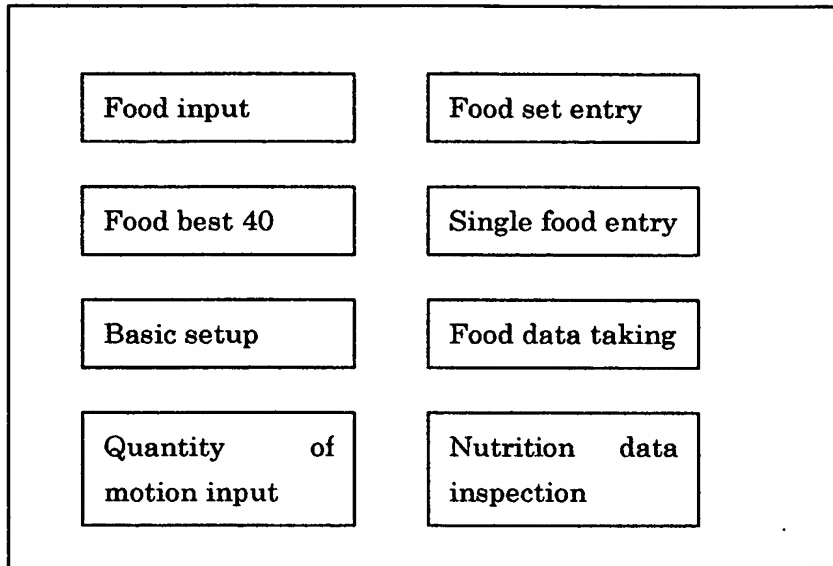 Food input
Food set entry
Food best 40
Single food entry
Basic setup
Food data taking
Quantity of
motion input
Nutrition data
inspection